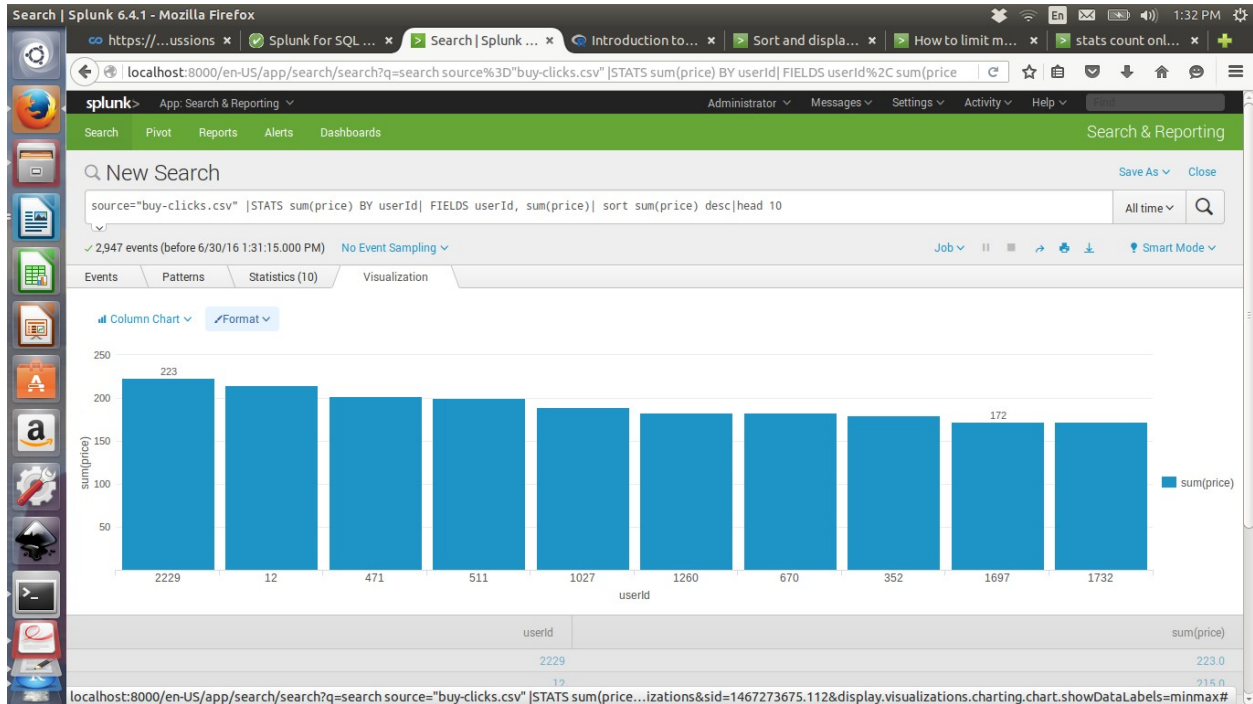 Search | Splunk 6.4.1 - Mozilla Firefox
En
1:32 PM
https://...ussions ×
Splunk for SQL ... ×
Search | Splunk ... ×
Introduction to... ×
Sort and displa... ×
How to limit m... ×
stats count onl... ×
localhost:8000/en-US/app/search/search?q=search source%3D"buy-clicks.csv" |STATS sum(price) BY userId| FIELDS userId%2C sum(price
splunk> App: Search & Reporting
Administrator Messages Settings Activity Help Find
Search Pivot Reports Alerts Dashboards
Search & Reporting
New Search
Save As Close
source="buy-clicks.csv" |STATS sum(price) BY userId| FIELDS userId, sum(price)| sort sum(price) desc|head 10
All time
2,947 events (before 6/30/16 1:31:15.000 PM) No Event Sampling
Job
Smart Mode
Events Patterns Statistics (10) Visualization
Column Chart Format
250
223
200
172
150
sum(price)
100
sum(price)
50
2229 12 471 511 1027 1260 670 352 1697 1732
userId
userId sum(price)
2229 223.0
12 215.0
localhost:8000/en-US/app/search/search?q=search source="buy-clicks.csv" |STATS sum(price...izations&sid=1467273675.112&display.visualizations.charting.chart.showDataLabels=minmax#